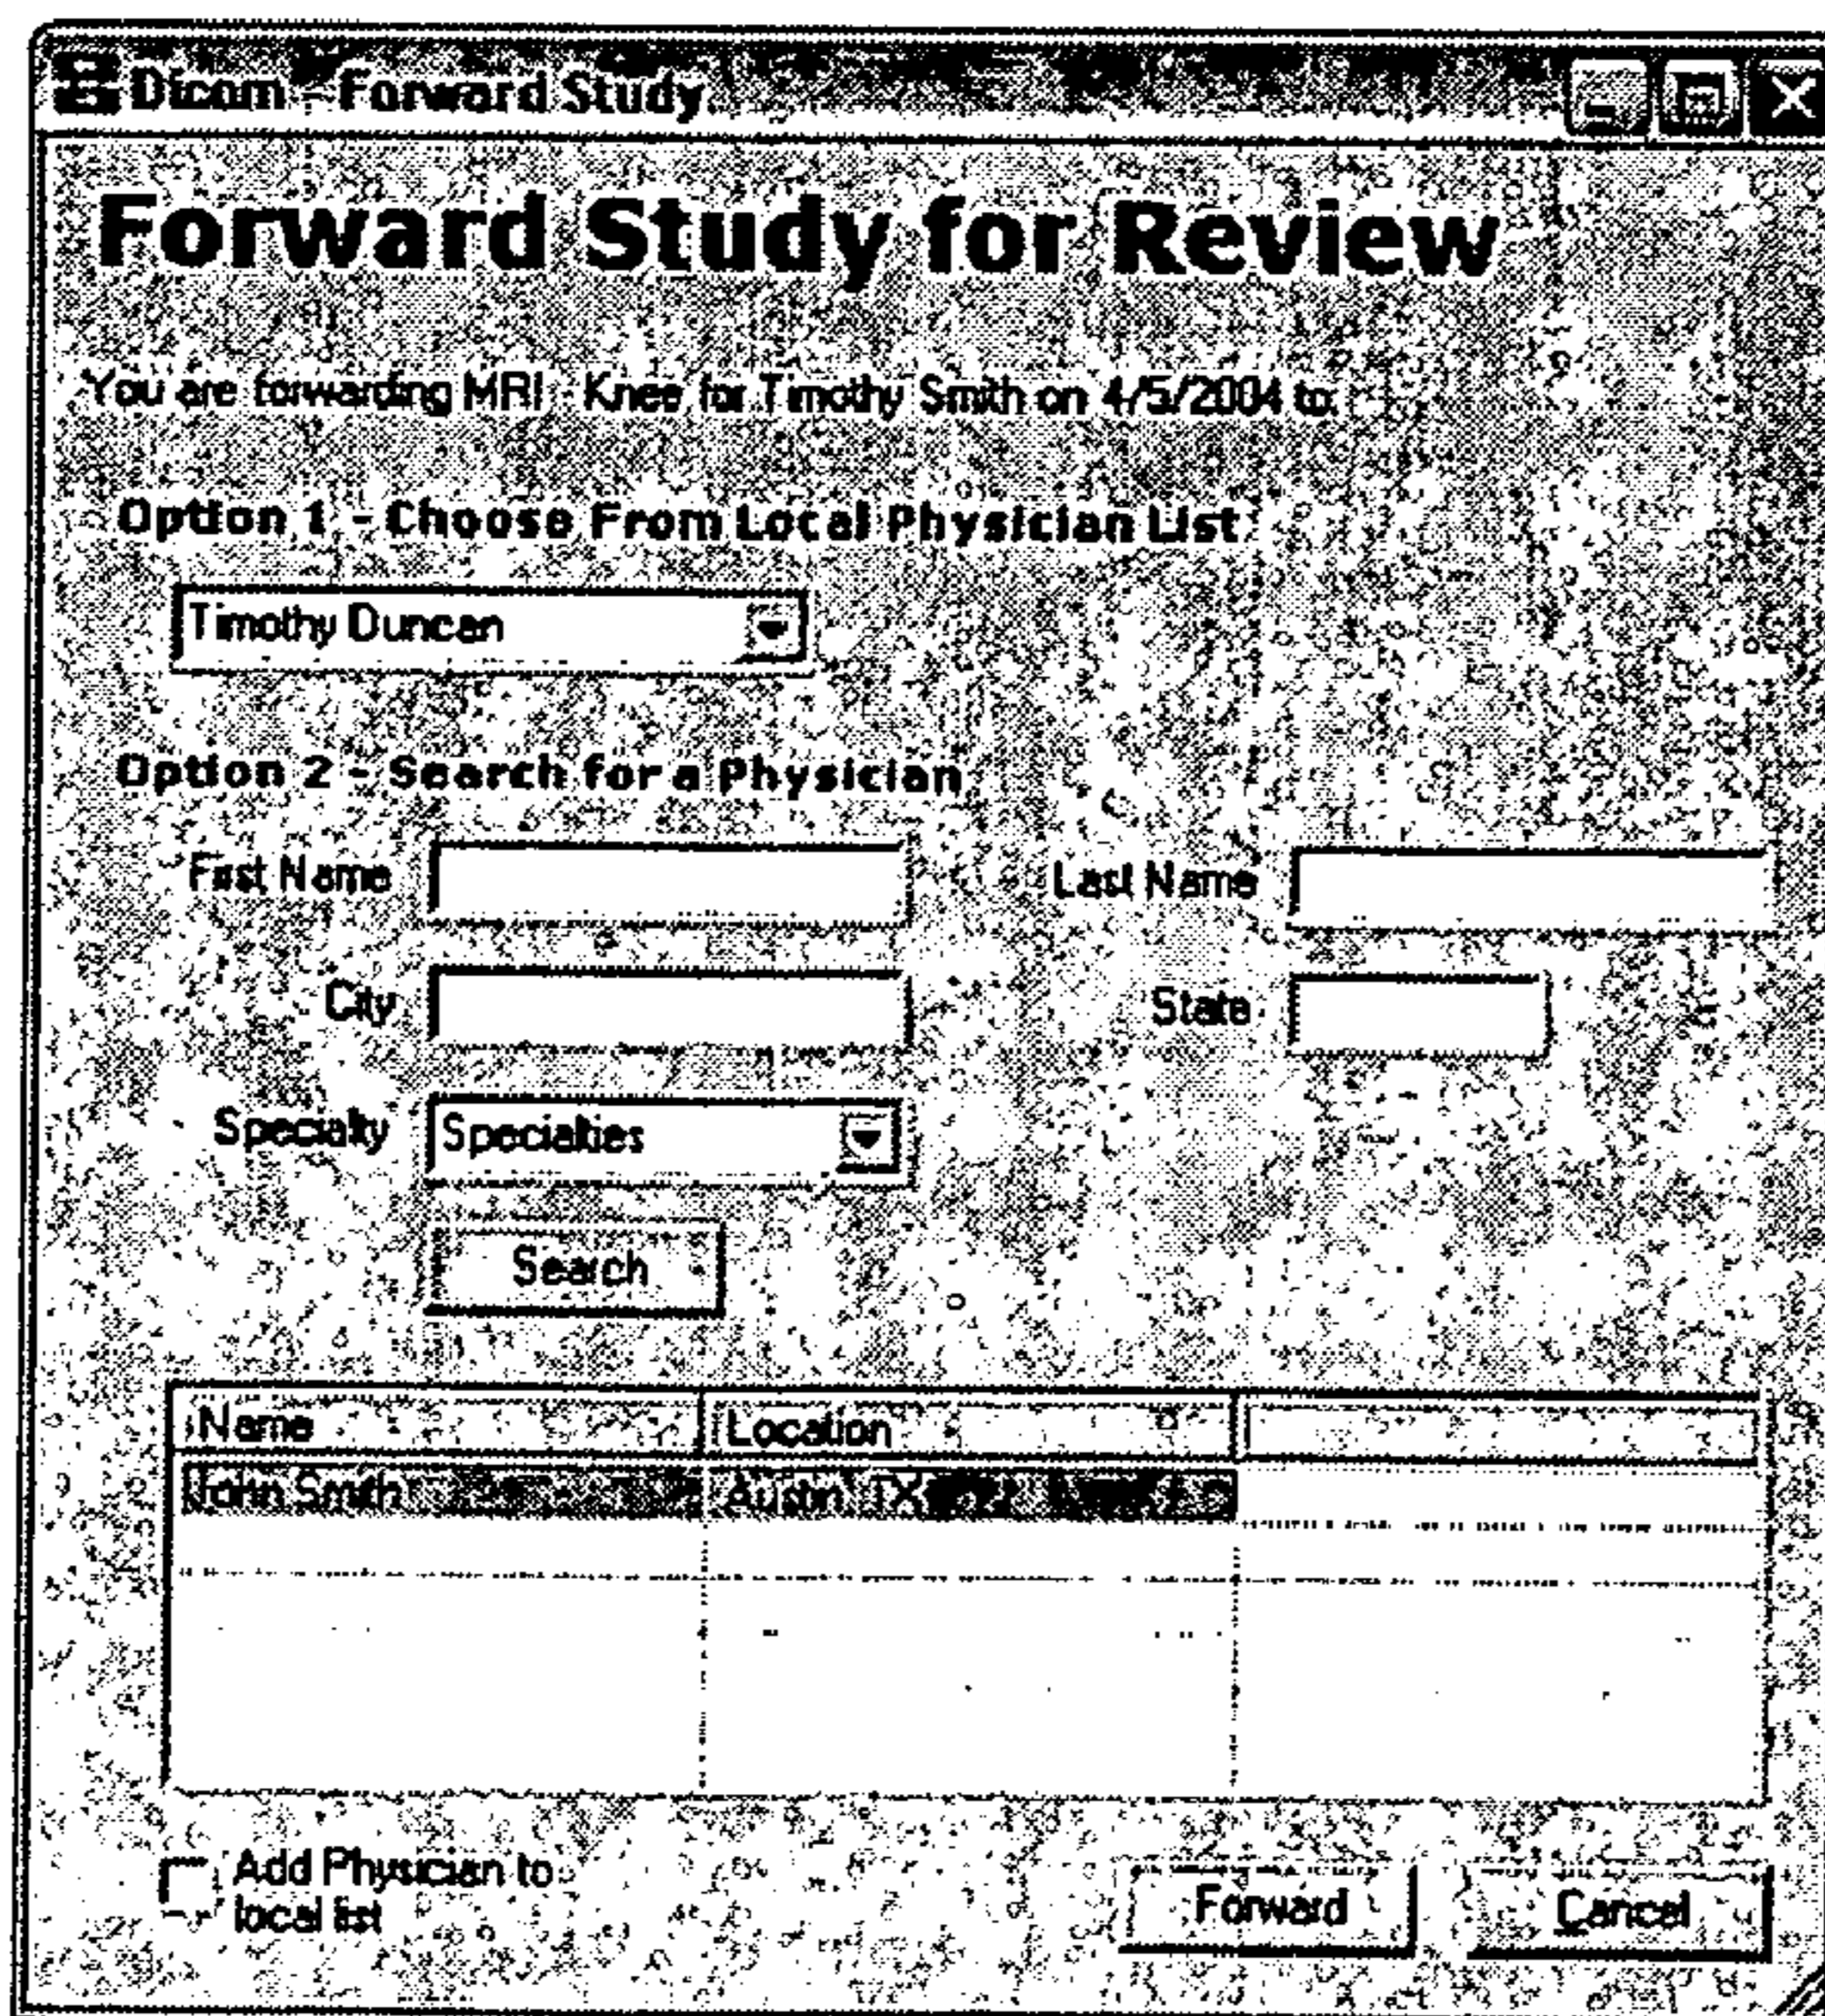 Dicom - Forward Study
Forward Study for Review
You are forwarding MRI - Knee for Timothy Smith on 4/5/2004 to:
Option 1 - Choose From Local Physician List
Timothy Duncan
Option 2 - Search for a Physician
First Name Last Name
City State
Specialty Specialties
Search
Name Location
John Smith Austin, TX
Add Physician to
local list
Forward Cancel